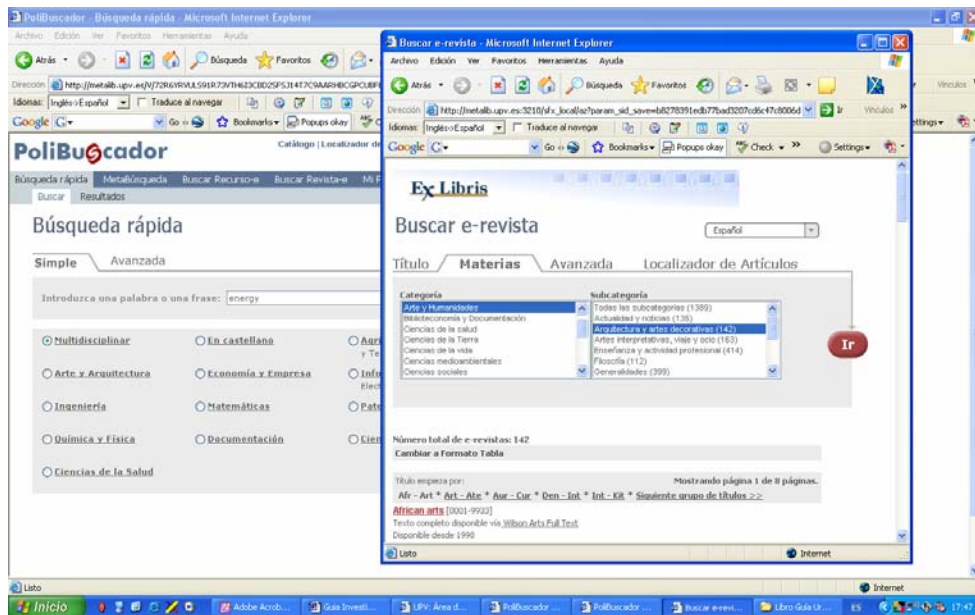 PoliBuscador - Búsqueda rápida - Microsoft Internet Explorer
Archivo Edición Ver Favoritos Herramientas Ayuda
Atrás Búsqueda Favoritos
Dirección
Idiomas: Inglés>Español Traduce al navegar
Google Go Bookmarks Popups okay
Vínculos
PoliBuscador
Catálogo | Localizador de
Búsqueda rápida MetaBúsqueda Buscar Recurso-e Buscar Revista-e
Buscar Resultados
Búsqueda rápida
Simple Avanzada
Introduzca una palabra o una frase: energy
Multidisciplinar En castellano
Arte y Arquitectura Economía y Empresa
Ingeniería Matemáticas
Química y Física Documentación
Ciencias de la Salud
Buscar e-revista - Microsoft Internet Explorer
Archivo Edición Ver Favoritos Herramientas Ayuda
Atrás Búsqueda Favoritos
Dirección Ir Vínculos
Idiomas: Inglés>Español Traduce al navegar
Google Go Bookmarks Popups okay Check Settings
Ex Libris
Buscar e-revista
Español
Título Materias Avanzada Localizador de Artículos
Categoría Subcategoría
Arte y Humanidades Todas las subcategorías (1389)
Biblioteconomía y Documentación Actualidad y noticias (135)
Ciencias de la salud Arquitectura y artes decorativas (142)
Ciencias de la Tierra Artes interpretativas, viaje y ocio (163)
Ciencias de la vida Enseñanza y actividad profesional (414)
Ciencias medioambientales Filosofía (112)
Ciencias sociales Generalidades (399)
Ir
Número total de e-revistas: 142
Cambiar a Formato Tabla
Título empieza por: Mostrando página 1 de 8 páginas.
Afr - Art * Art - Ate * Aur - Cur * Den - Int * Int - Kit * Siguiente grupo de títulos >>
African arts [0001-9933]
Texto completo disponible vía Wilson Arts Full Text
Disponible desde 1990
Listo Internet
Listo Internet
Inicio Adobe Acrob... Guia Investi... UPV: Area d... PoliBuscador ... PoliBuscador ... Buscar e-revi... Libro Guía Ur... ES